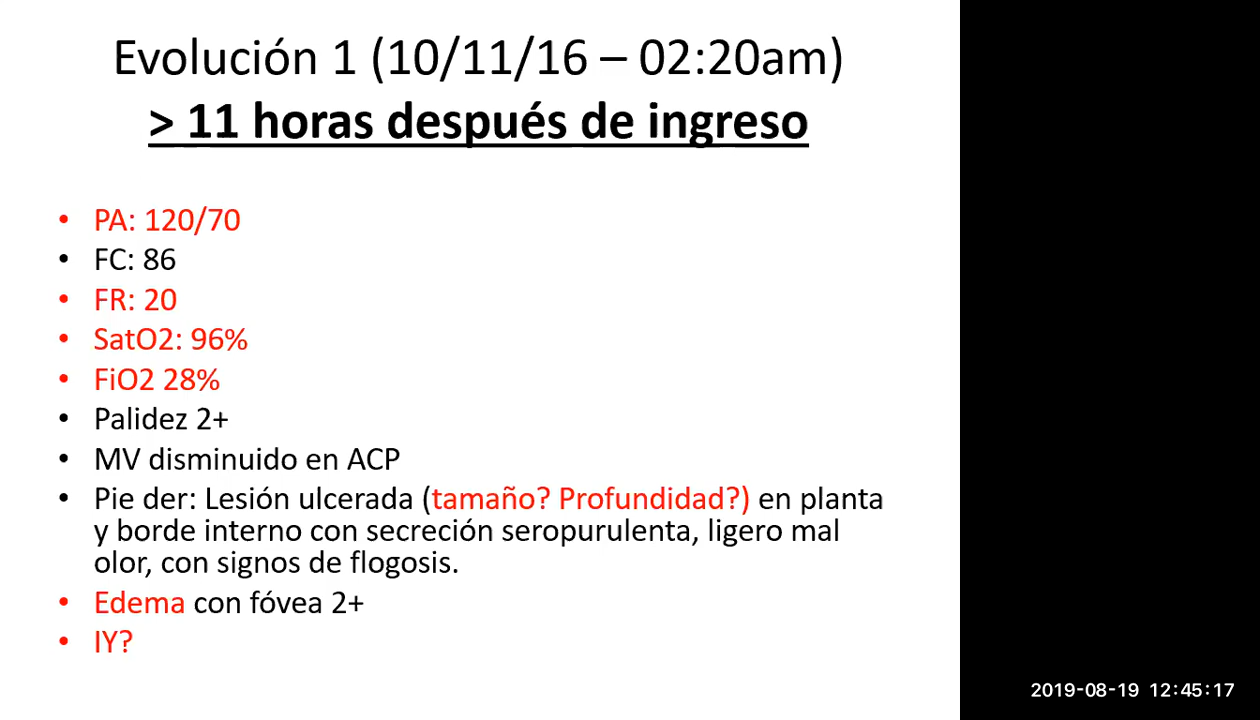 Evolución 1 (10/11/16 – 02:20am)
> 11 horas después de ingreso
• PA: 120/70
• FC: 86
• FR: 20
• SatO2: 96%
• FiO2 28%
• Palidez 2+
• MV disminuido en ACP
• Pie der: Lesión ulcerada (tamaño? Profundidad?) en planta
y borde interno con secreción seropurulenta, ligero mal
olor, con signos de flogosis.
• Edema con fóvea 2+
• IY?
2019-08-19 12:45:17